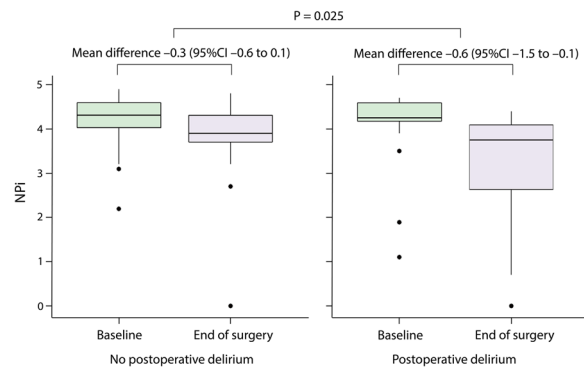 P = 0.025
Mean difference –0.3 (95%CI –0.6 to 0.1)
Mean difference –0.6 (95%CI –1.5 to –0.1)
NPi
5
4
3
2
1
0
Baseline
End of surgery
Baseline
End of surgery
No postoperative delirium
Postoperative delirium